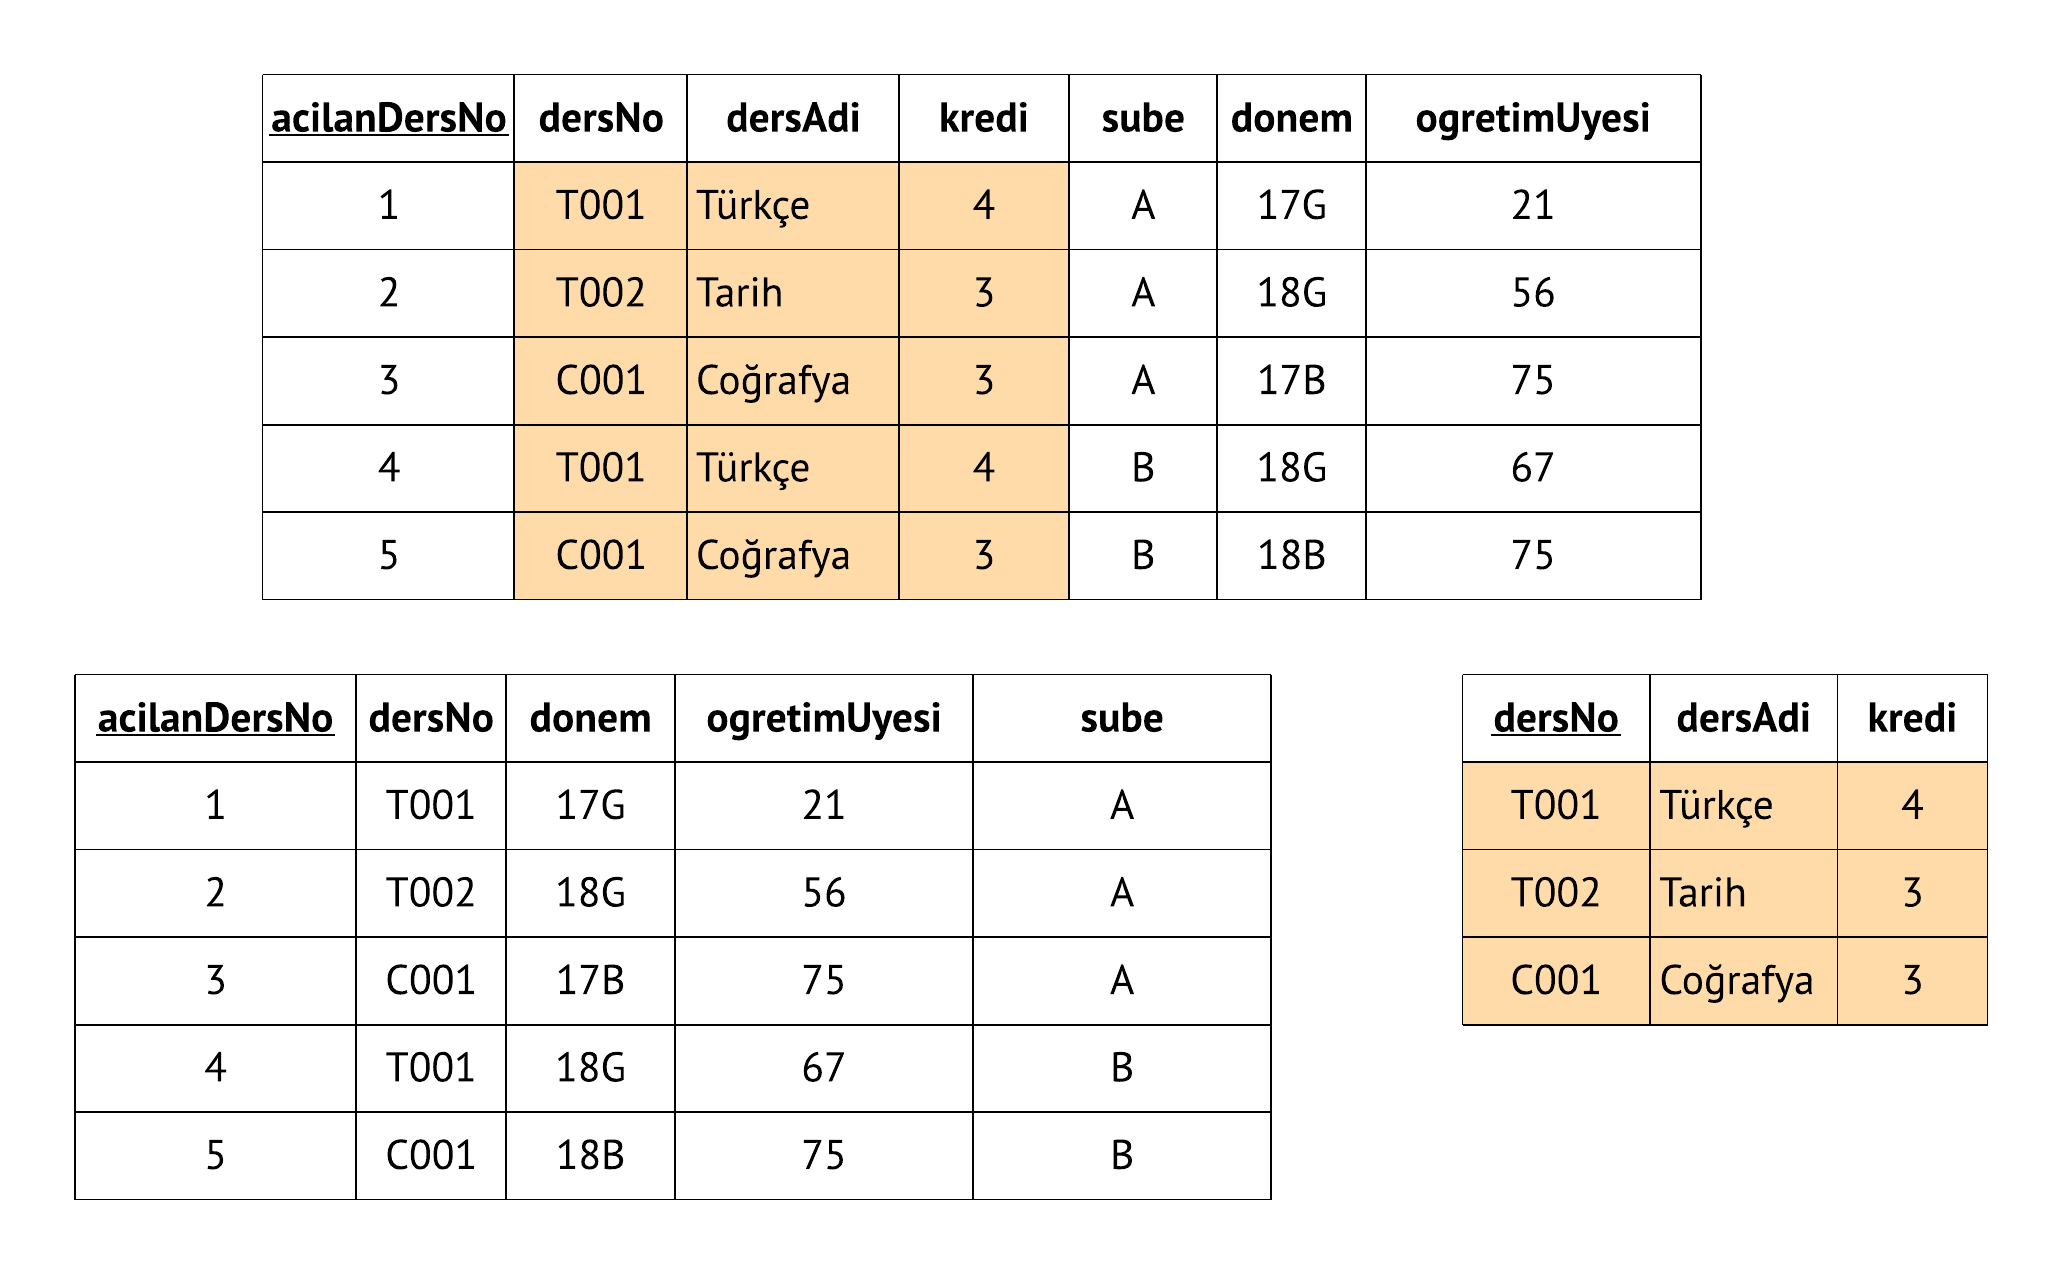 acilanDersNo dersNo dersAdi kredi sube donem ogretimUyesi
1 T001 Türkçe 4 A 17G 21
2 T002 Tarih 3 A 18G 56
3 C001 Coğrafya 3 A 17B 75
4 T001 Türkçe 4 B 18G 67
5 C001 Coğrafya 3 B 18B 75
acilanDersNo dersNo donem ogretimUyesi sube
1 T001 17G 21 A
2 T002 18G 56 A
3 C001 17B 75 A
4 T001 18G 67 B
5 C001 18B 75 B
dersNo dersAdi kredi
T001 Türkçe 4
T002 Tarih 3
C001 Coğrafya 3